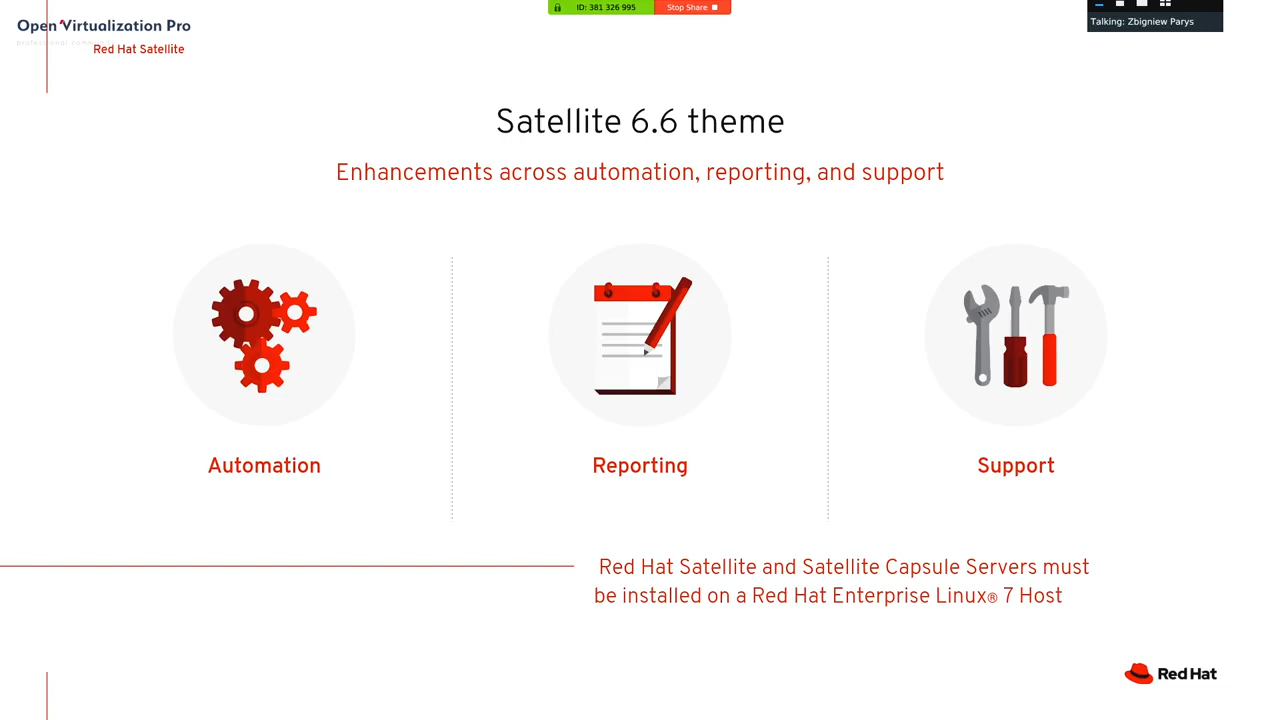 Open Virtualization Pro
professional community
Red Hat Satellite
ID: 381 326 995
Stop Share
Talking: Zbigniew Parys
Satellite 6.6 theme
Enhancements across automation, reporting, and support
Automation
Reporting
Support
Red Hat Satellite and Satellite Capsule Servers must
be installed on a Red Hat Enterprise Linux® 7 Host
Red Hat